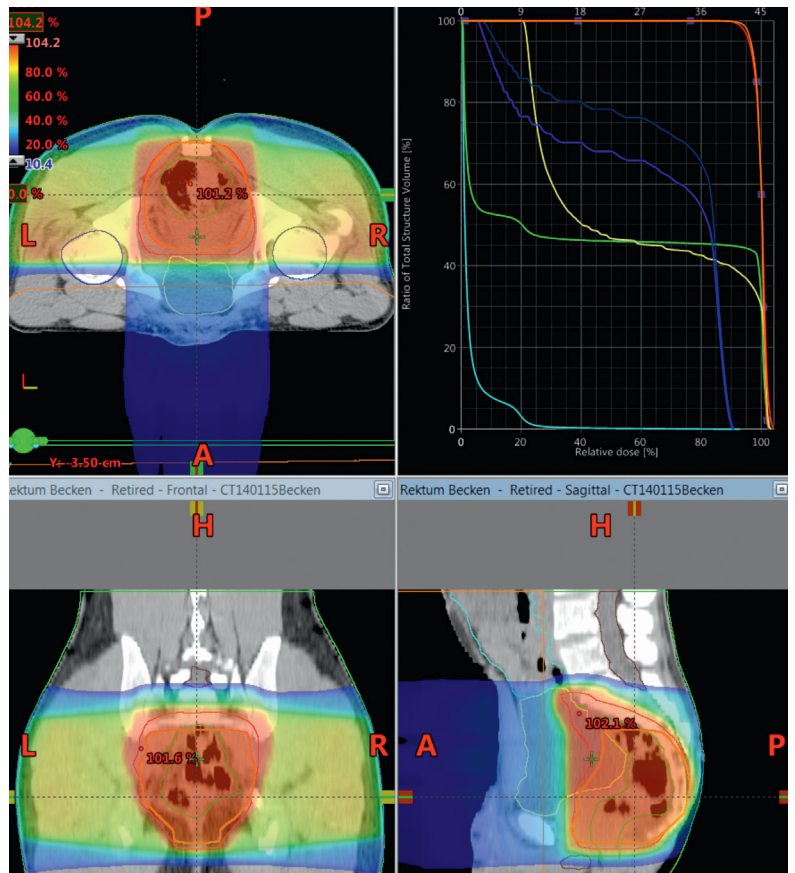 104.2 %
104.2
80.0 %
60.0 %
40.0 %
20.0 %
10.4
0.0 %
P
101.2 %
L
R
L
Y: -3.50 cm
A
0 9 18 27 36 45
100
80
60
40
20
0
0 20 40 60 80 100
Ratio of Total Structure Volume [%]
Relative dose [%]
ektum Becken - Retired - Frontal - CT140115Becken
H
L
R
101.6 %
Rektum Becken - Retired - Sagittal - CT140115Becken
H
A
P
102.1 %